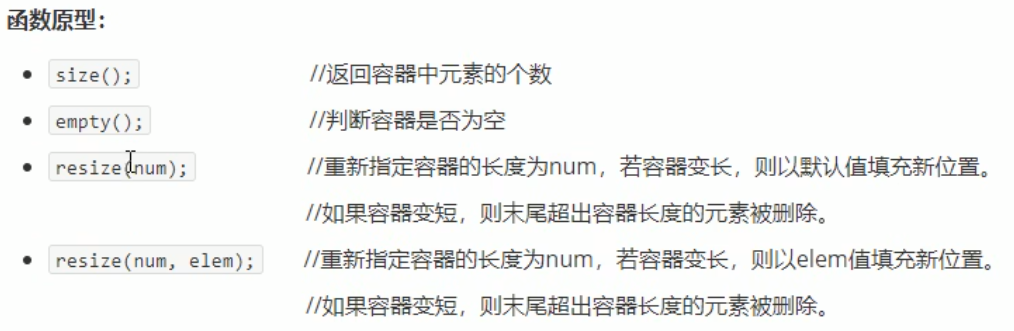 函数原型：
size(); //返回容器中元素的个数
empty(); //判断容器是否为空
resize(num); //重新指定容器的长度为num，若容器变长，则以默认值填充新位置。
//如果容器变短，则末尾超出容器长度的元素被删除。
resize(num, elem); //重新指定容器的长度为num，若容器变长，则以elem值填充新位置。
//如果容器变短，则末尾超出容器长度的元素被删除。